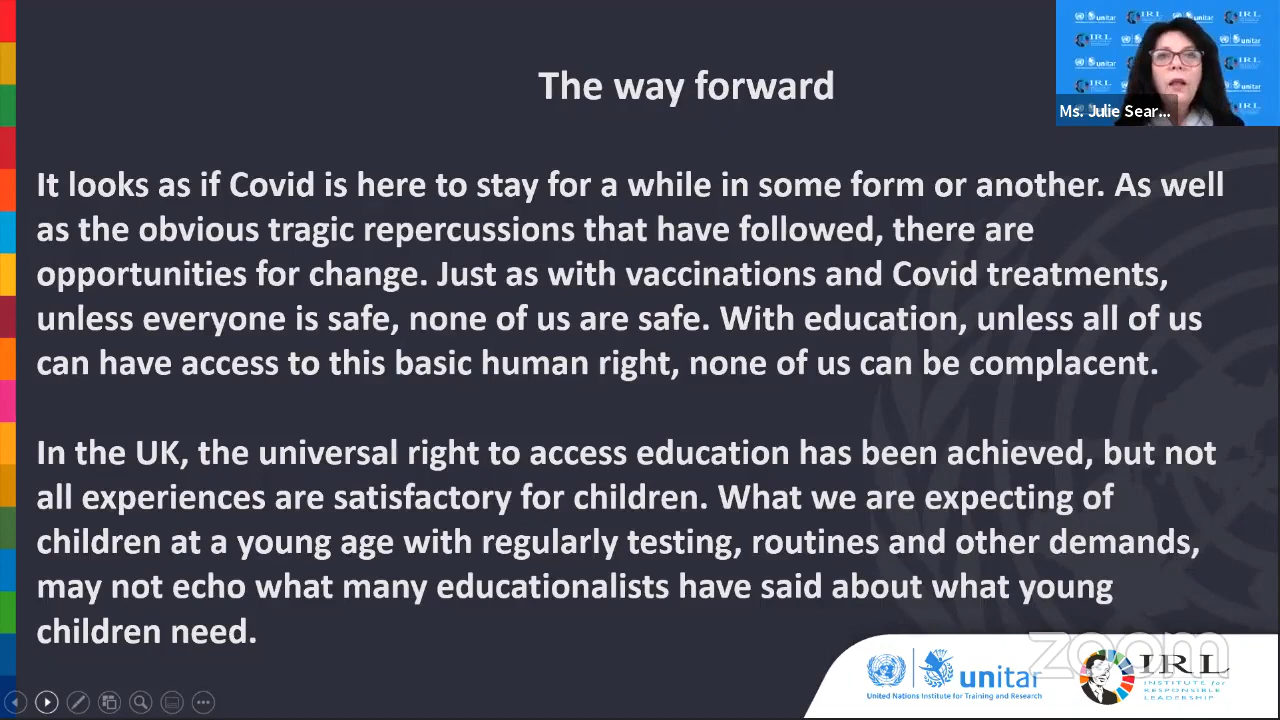 The way forward
Ms. Julie Sear...
It looks as if Covid is here to stay for a while in some form or another. As well
as the obvious tragic repercussions that have followed, there are
opportunities for change. Just as with vaccinations and Covid treatments,
unless everyone is safe, none of us are safe. With education, unless all of us
can have access to this basic human right, none of us can be complacent.
In the UK, the universal right to access education has been achieved, but not
all experiences are satisfactory for children. What we are expecting of
children at a young age with regularly testing, routines and other demands,
may not echo what many educationalists have said about what young
children need.
zoom
unitar
United Nations Institute for Training and Research
IRL
INSTITUTE for
RESPONSIBLE
LEADERSHIP